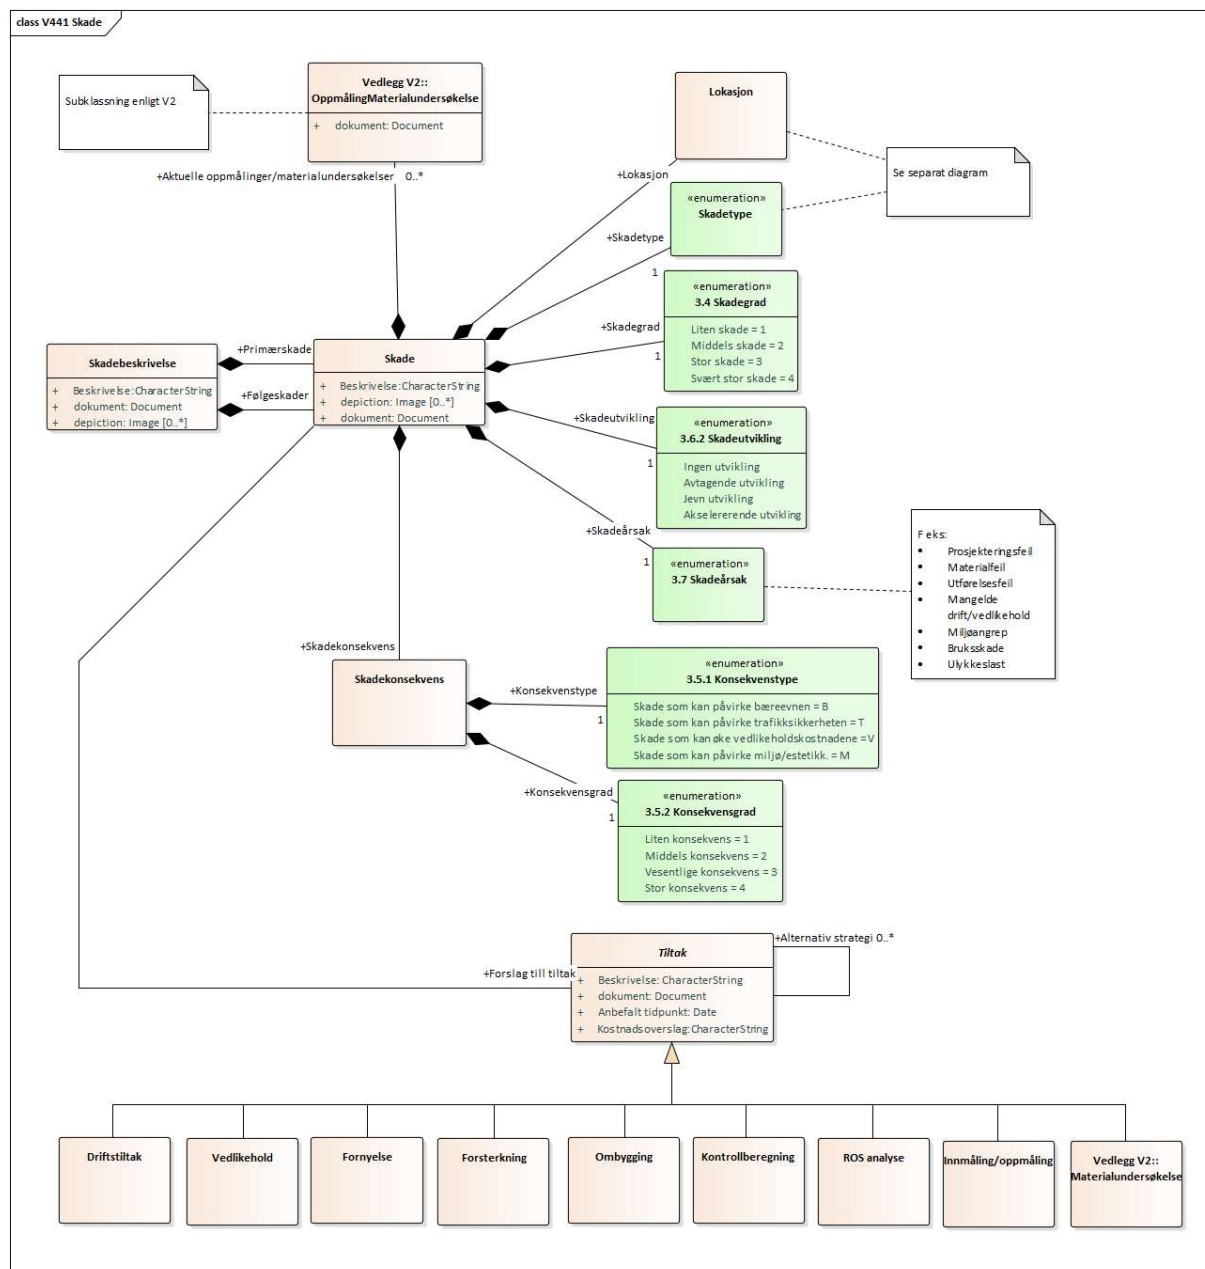 class V441 Skade
Subklassning enligt V2
Vedlegg V2::
OppmålingMaterialundersøkelse
+ dokument: Document
+Aktuelle oppmålinger/materialundersøkelser 0..*
Lokasjon
+Lokasjon
Se separat diagram
«enumeration»
Skadetype
+Skadetype
1
«enumeration»
3.4 Skadegrad
Liten skade = 1
Middels skade = 2
Stor skade = 3
Svært stor skade = 4
+Skadegrad
1
Skadebeskrivelse
+ Beskrivelse:CharacterString
+ dokument: Document
+ depiction: Image [0..*]
+Primærskade
+Følgeskader
Skade
+ Beskrivelse:CharacterString
+ depiction: Image [0..*]
+ dokument: Document
+Skadeutvikling
1
«enumeration»
3.6.2 Skadeutvikling
Ingen utvikling
Avtagende utvikling
Jevn utvikling
Akselererende utvikling
+Skadeårsak
1
«enumeration»
3.7 Skadeårsak
F eks:
• Prosjekteringsfeil
• Materialfeil
• Utførelsesfeil
• Mangelde
drift/vedlikehold
• Miljøangrep
• Bruksskade
• Ulykkeslast
+Skadekonsekvens
Skadekonsekvens
+Konsekvenstype
1
«enumeration»
3.5.1 Konsekvenstype
Skade som kan påvirke bæreevnen = B
Skade som kan påvirke trafikksikkerheten = T
Skade som kan øke vedlikeholdskostnadene =V
Skade som kan påvirke miljø/estetikk. = M
+Konsekvensgrad
1
«enumeration»
3.5.2 Konsekvensgrad
Liten konsekvens = 1
Middels konsekvens = 2
Vesentlige konsekvens = 3
Stor konsekvens = 4
+Alternativ strategi 0..*
+Forslag till tiltak
Tiltak
+ Beskrivelse: CharacterString
+ dokument: Document
+ Anbefalt tidpunkt: Date
+ Kostnadsoverslag:CharacterString
Driftstiltak
Vedlikehold
Fornyelse
Forsterkning
Ombygging
Kontrollberegning
ROS analyse
Innmåling/oppmåling
Vedlegg V2::
Materialundersøkelse